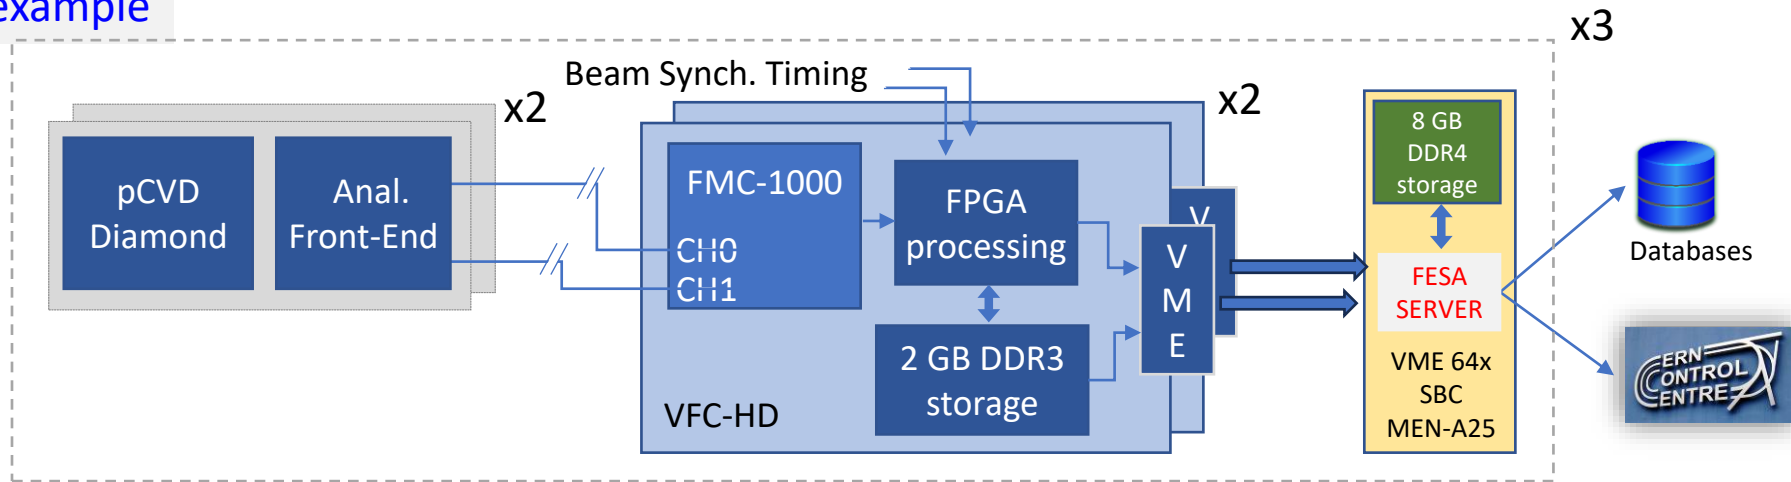 example
x3
x2
Beam Synch. Timing
x2
pCVD
Diamond
Anal.
Front-End
FMC-1000
CH0
CH1
FPGA
processing
2 GB DDR3
storage
VFC-HD
V
V
M
E
8 GB
DDR4
storage
FESA
SERVER
VME 64x
SBC
MEN-A25
Databases
CERN
CONTROL
CENTRE